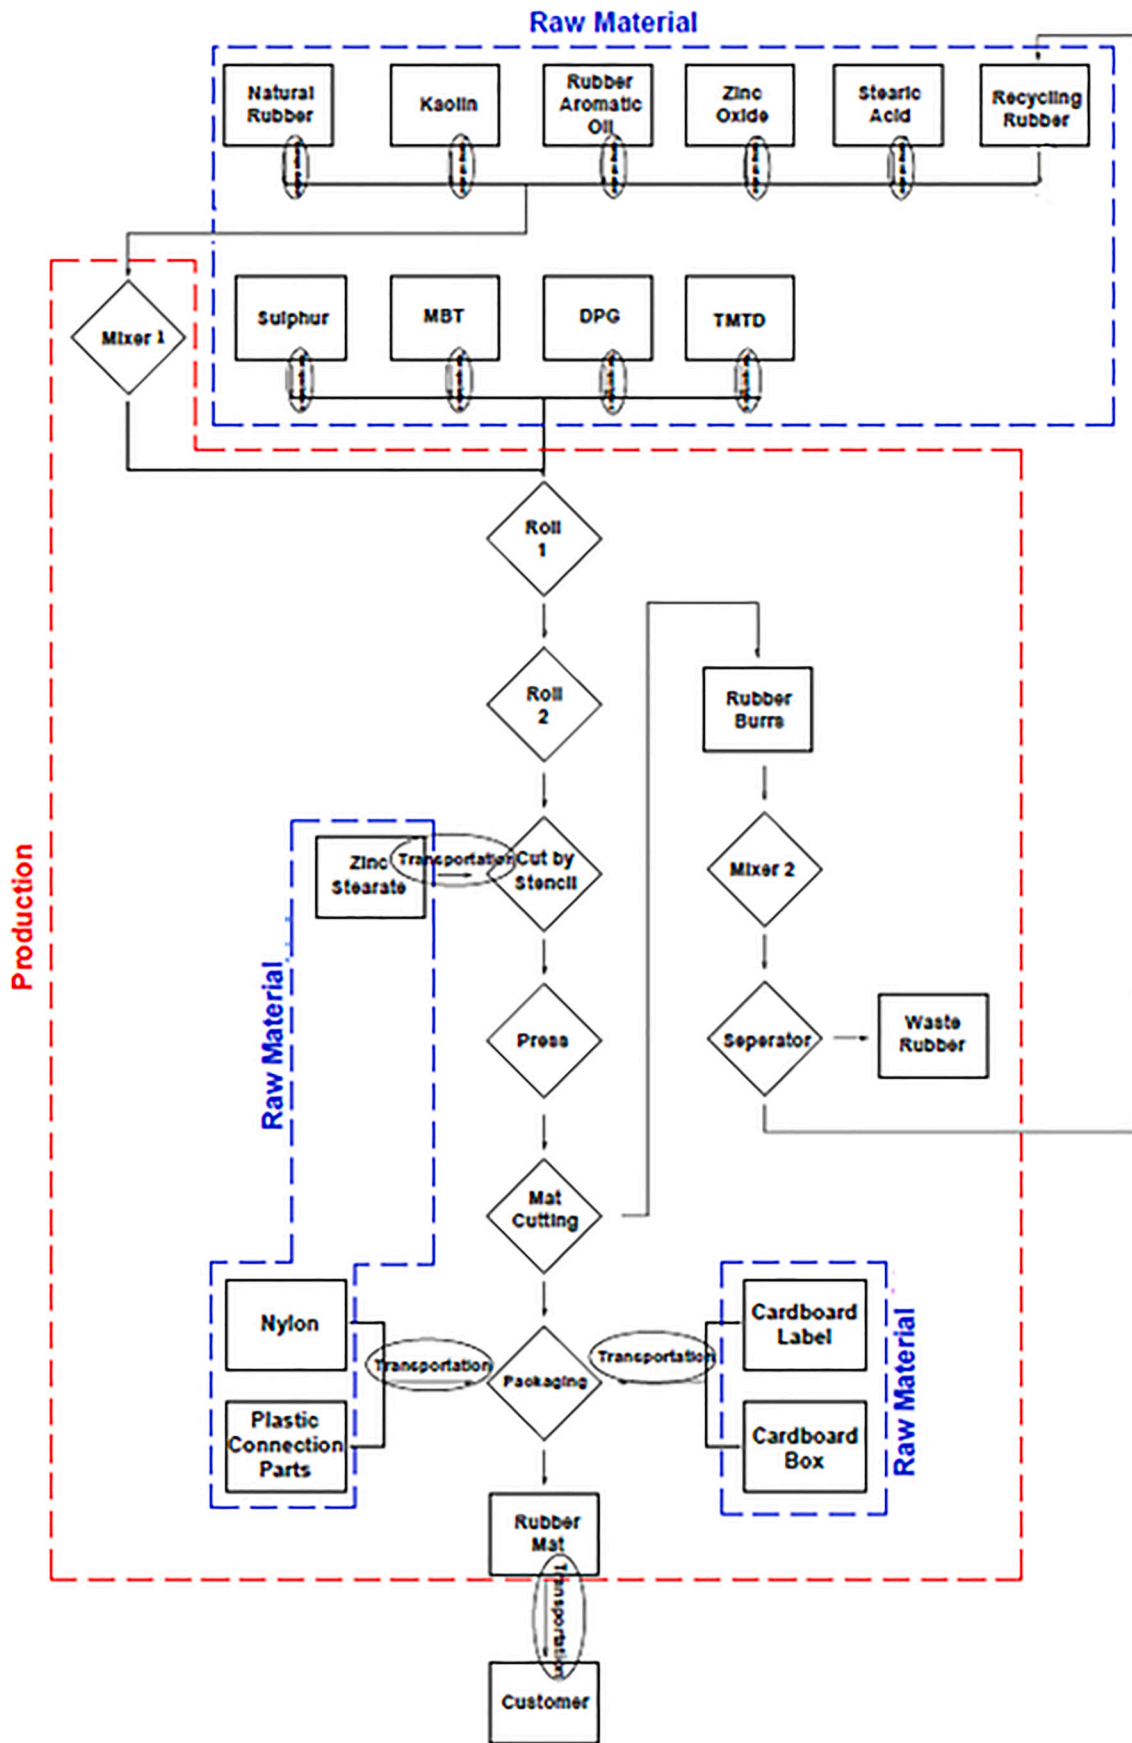 Raw Material
Natural
Rubber
Kaolin
Rubber
Aromatic
Oil
Zinc
Oxide
Stearic
Acid
Recycling
Rubber
Mixer 1
Sulphur
MBT
DPG
TMTD
Roll
1
Roll
2
Rubber
Burrs
Zinc
Stearate
Transportation
Cut by
Stencil
Mixer 2
Production
Raw Material
Press
Seperator
Waste
Rubber
Mat
Cutting
Nylon
Plastic
Connection
Parts
Transportation
Packaging
Transportation
Cardboard
Label
Cardboard
Box
Raw Material
Rubber
Mat
Transportation
Customer